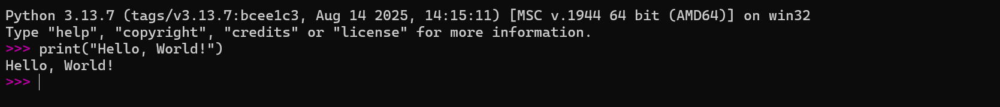 Python 3.13.7 (tags/v3.13.7:bcee1c3, Aug 14 2025, 14:15:11) [MSC v.1944 64 bit (AMD64)] on win32
Type "help", "copyright", "credits" or "license" for more information.
>>> print("Hello, World!")
Hello, World!
>>>